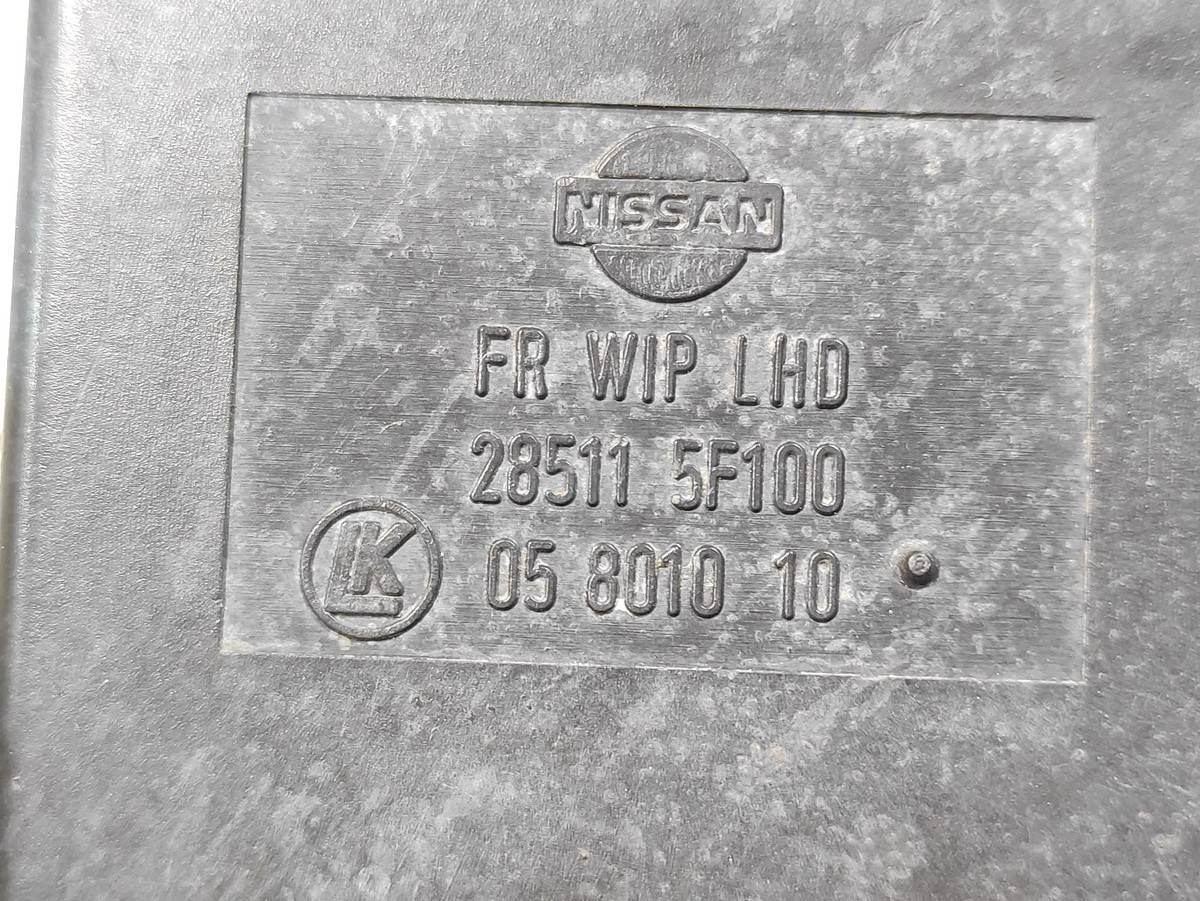 NISSAN
FR WIP LHD
28511 5F100
LK
05 8010 10